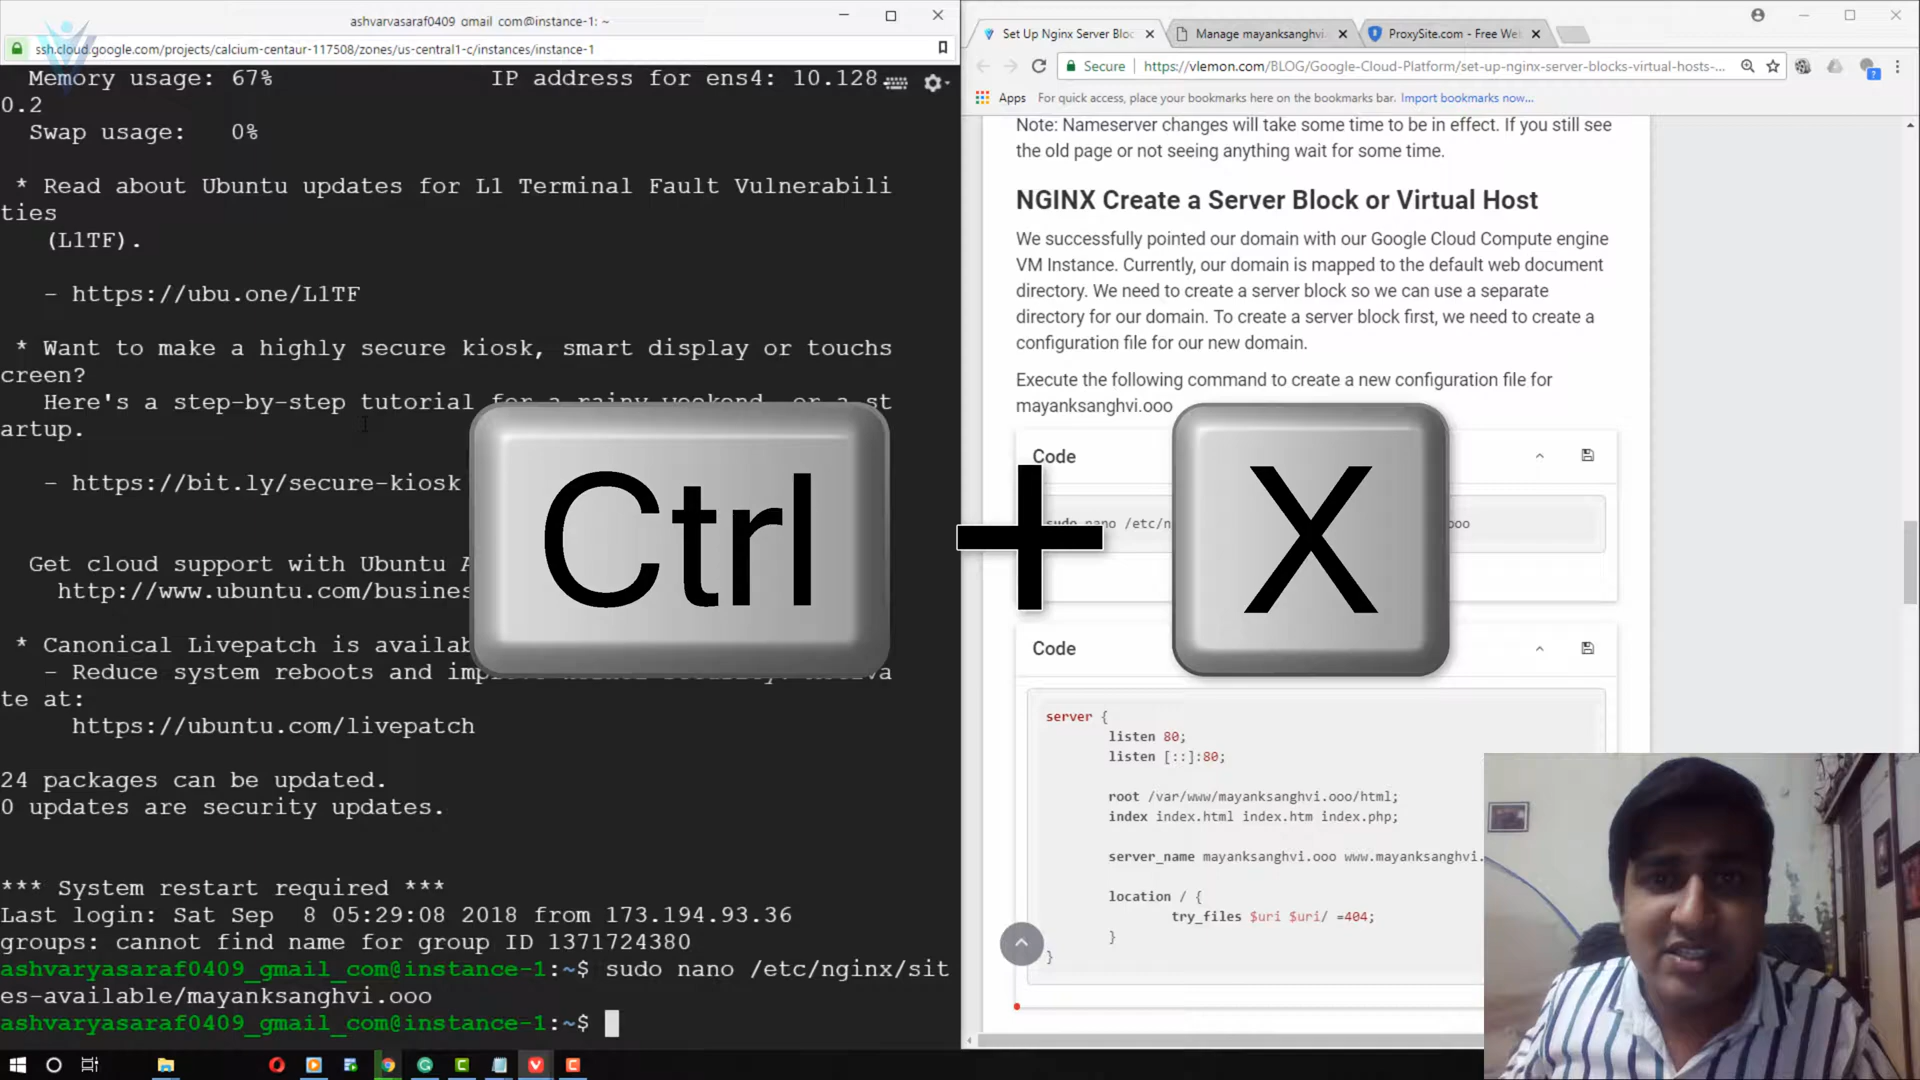 ashvarvasaraf0409 omail com@instance-1: ~
ssh.cloud.google.com/projects/calcium-centaur-117508/zones/us-central1-c/instances/instance-1
Memory usage: 67% IP address for ens4: 10.128
0.2
Swap usage: 0%
* Read about Ubuntu updates for L1 Terminal Fault Vulnerabili
ties
(L1TF).
- https://ubu.one/L1TF
* Want to make a highly secure kiosk, smart display or touchs
creen?
Here's a step-by-step tutorial for a rainy weekend, or a st
artup.
- https://bit.ly/secure-kiosk
Get cloud support with Ubuntu A
http://www.ubuntu.com/busines
* Canonical Livepatch is availa
- Reduce system reboots and imp
te at:
https://ubuntu.com/livepatch
24 packages can be updated.
0 updates are security updates.
*** System restart required ***
Last login: Sat Sep 8 05:29:08 2018 from 173.194.93.36
groups: cannot find name for group ID 1371724380
ashvaryasaraf0409_gmail_com@instance-1:~$ sudo nano /etc/nginx/sit
es-available/mayanksanghvi.ooo
ashvaryasaraf0409_gmail_com@instance-1:~$
Ctrl + X
Set Up Nginx Server Bloc
Manage mayanksanghvi.
ProxySite.com - Free Web
Secure https://vlemon.com/BLOG/Google-Cloud-Platform/set-up-nginx-server-blocks-virtual-hosts-...
Apps For quick access, place your bookmarks here on the bookmarks bar. Import bookmarks now...
Note: Nameserver changes will take some time to be in effect. If you still see
the old page or not seeing anything wait for some time.
NGINX Create a Server Block or Virtual Host
We successfully pointed our domain with our Google Cloud Compute engine
VM Instance. Currently, our domain is mapped to the default web document
directory. We need to create a server block so we can use a separate
directory for our domain. To create a server block first, we need to create a
configuration file for our new domain.
Execute the following command to create a new configuration file for
mayanksanghvi.ooo
Code
sudo nano /etc/n ooo
Code
server {
listen 80;
listen [::]:80;
root /var/www/mayanksanghvi.ooo/html;
index index.html index.htm index.php;
server_name mayanksanghvi.ooo www.mayanksanghvi.
location / {
try_files $uri $uri/ =404;
}
}